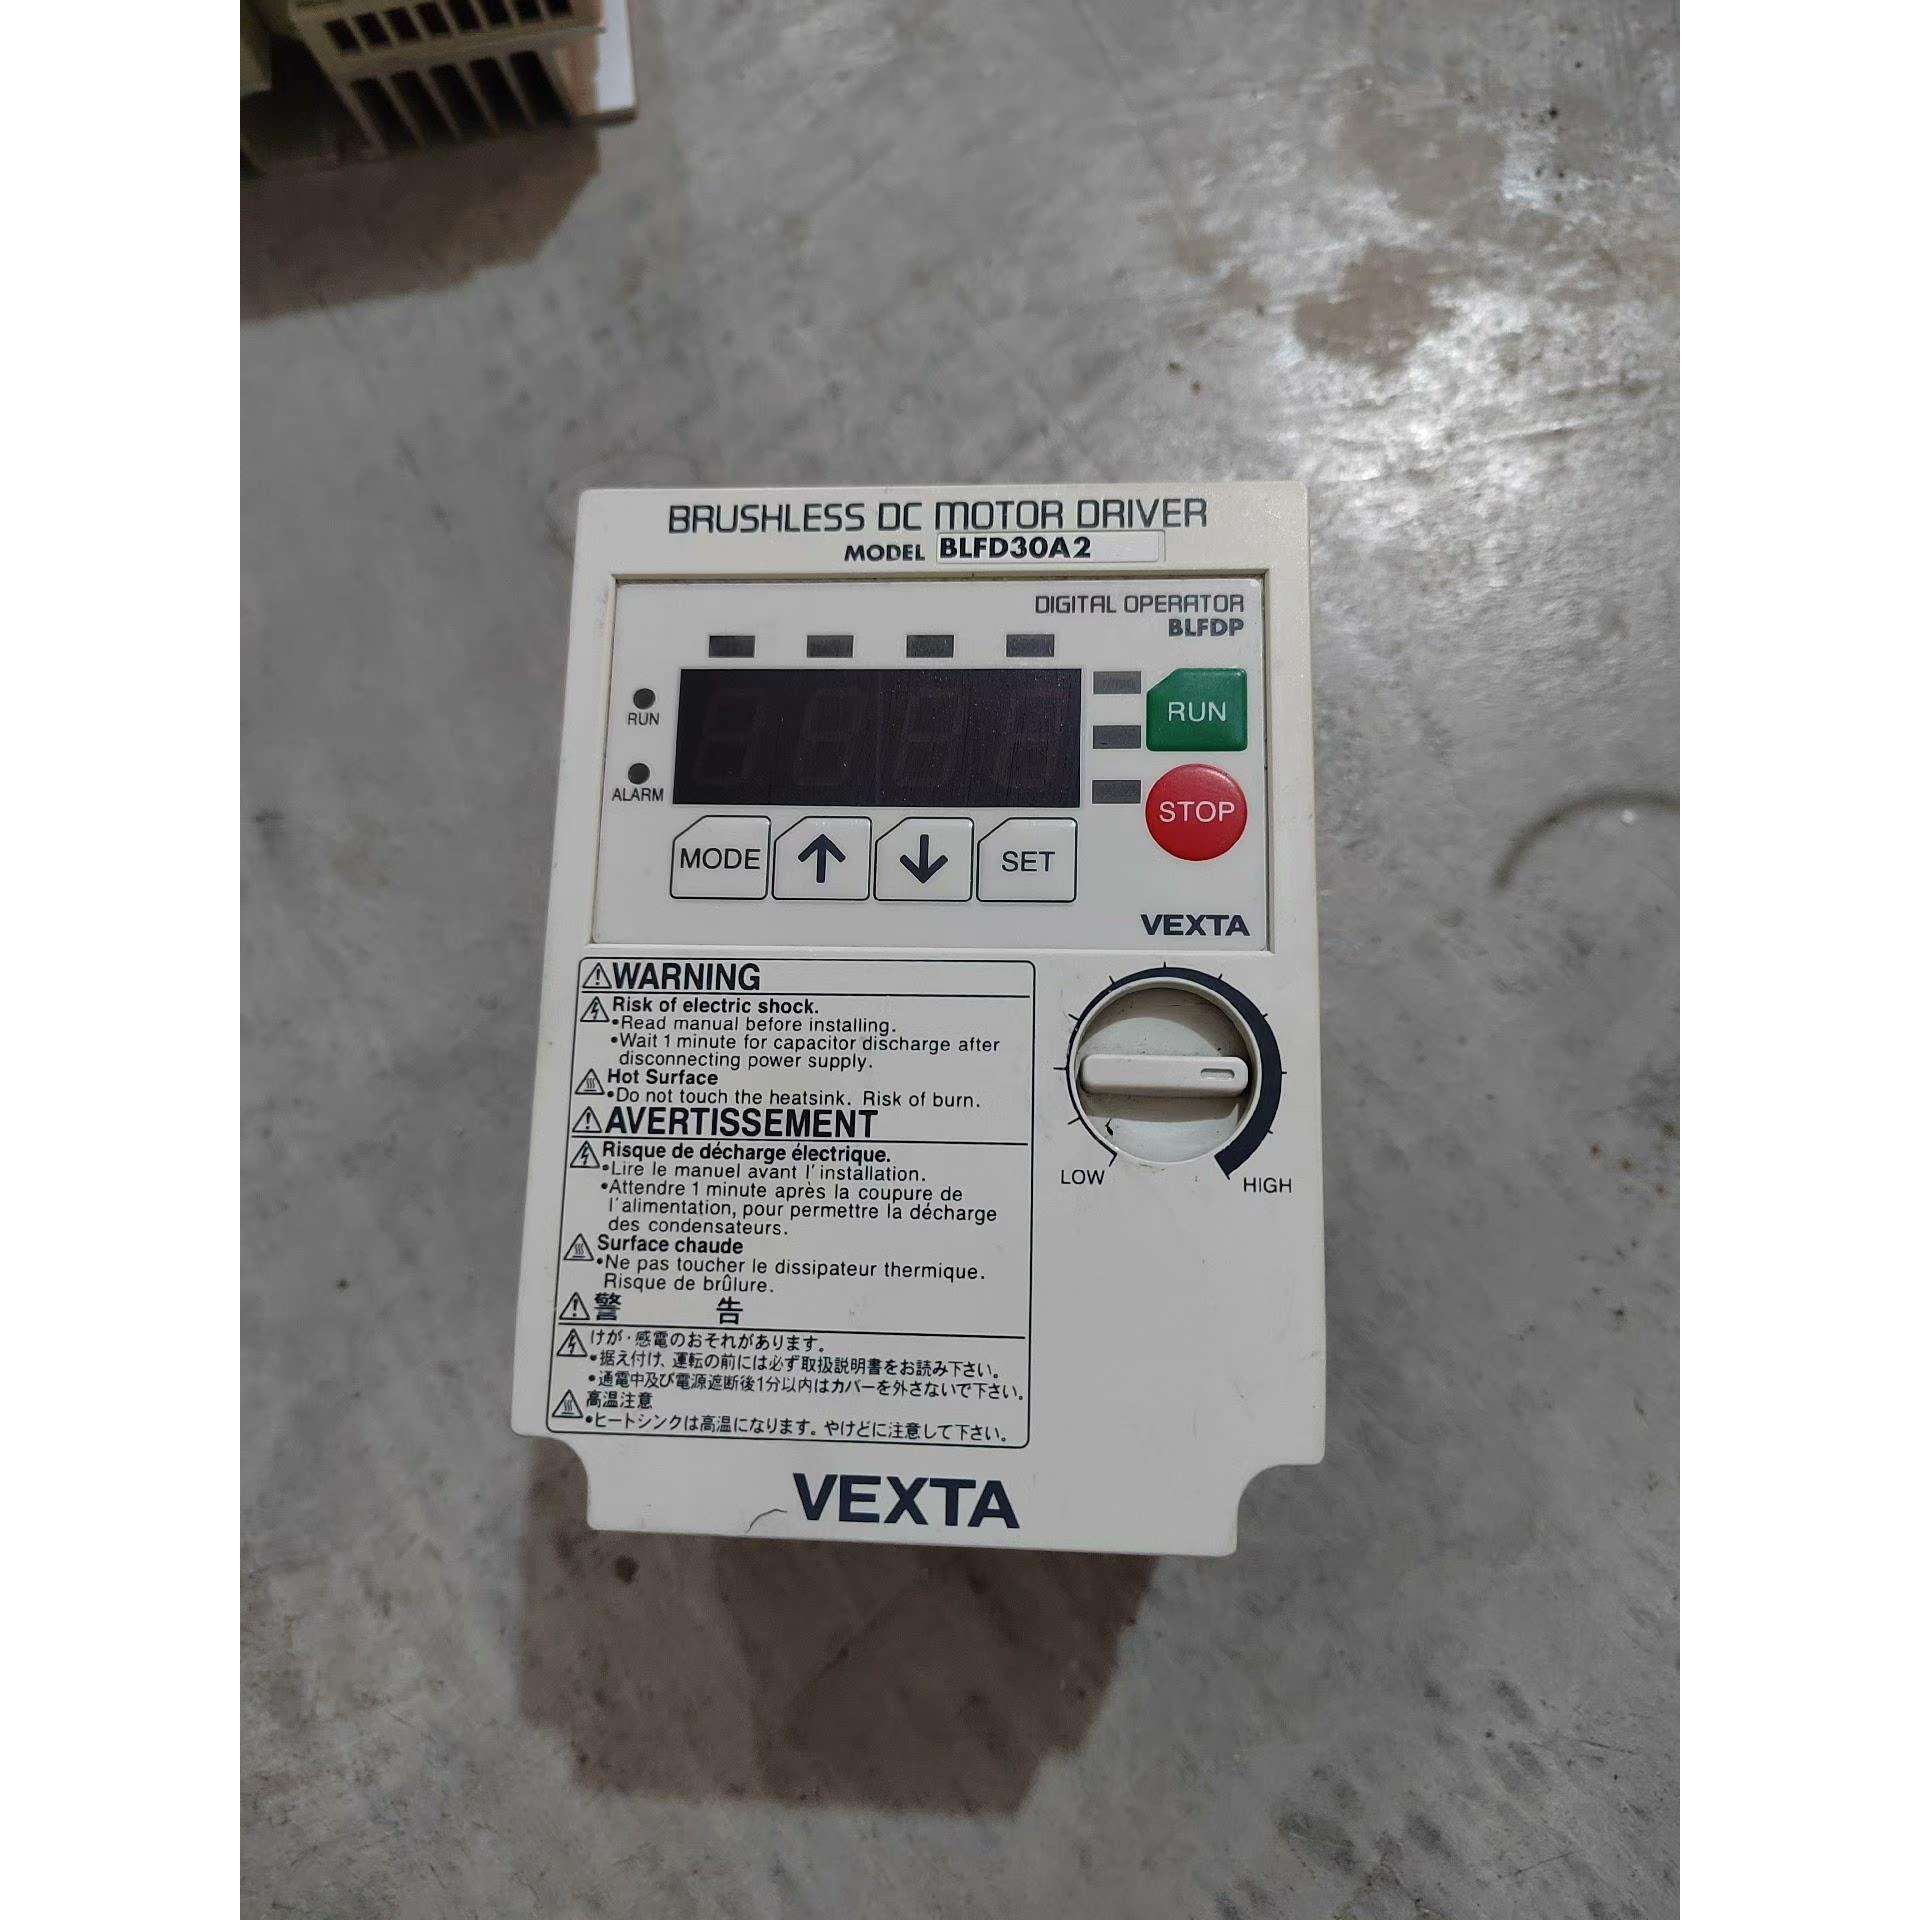 BRUSHLESS DC MOTOR DRIVER
MODEL BLFD30A2
DIGITAL OPERATOR
BLFDP
RUN
ALARM
RUN
STOP
MODE ↑ ↓ SET
VEXTA
WARNING
Risk of electric shock.
•Read manual before installing.
•Wait 1 minute for capacitor discharge after
disconnecting power supply.
Hot Surface
•Do not touch the heatsink. Risk of burn.
AVERTISSEMENT
Risque de décharge électrique.
•Lire le manuel avant l'installation.
•Attendre 1 minute après la coupure de
l'alimentation, pour permettre la décharge
des condensateurs.
Surface chaude
•Ne pas toucher le dissipateur thermique.
Risque de brûlure.
警 告
けが・感電のおそれがあります。
•据え付け、運転の前には必ず取扱説明書をお読み下さい。
•通電中及び電源遮断後1分以内はカバーを外さないで下さい。
高温注意
•ヒートシンクは高温になります。やけどに注意して下さい。
LOW
HIGH
VEXTA